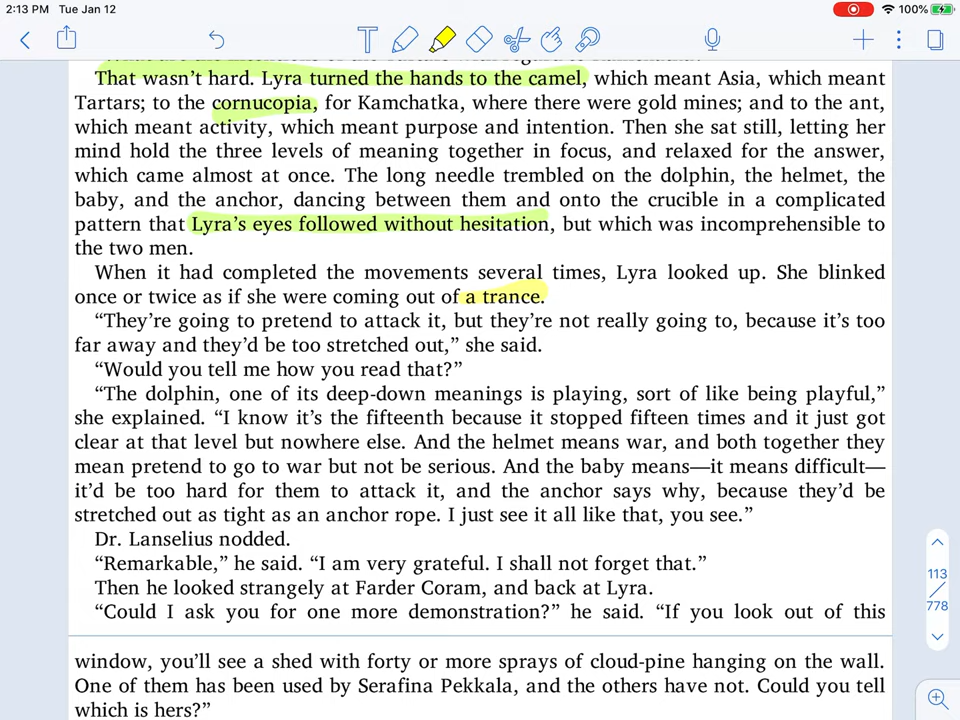 2:13 PM Tue Jan 12
100%
That wasn't hard. Lyra turned the hands to the camel, which meant Asia, which meant
Tartars; to the cornucopia, for Kamchatka, where there were gold mines; and to the ant,
which meant activity, which meant purpose and intention. Then she sat still, letting her
mind hold the three levels of meaning together in focus, and relaxed for the answer,
which came almost at once. The long needle trembled on the dolphin, the helmet, the
baby, and the anchor, dancing between them and onto the crucible in a complicated
pattern that Lyra's eyes followed without hesitation, but which was incomprehensible to
the two men.
When it had completed the movements several times, Lyra looked up. She blinked
once or twice as if she were coming out of a trance.
“They're going to pretend to attack it, but they're not really going to, because it's too
far away and they'd be too stretched out,” she said.
“Would you tell me how you read that?”
“The dolphin, one of its deep-down meanings is playing, sort of like being playful,”
she explained. “I know it's the fifteenth because it stopped fifteen times and it just got
clear at that level but nowhere else. And the helmet means war, and both together they
mean pretend to go to war but not be serious. And the baby means—it means difficult—
it'd be too hard for them to attack it, and the anchor says why, because they'd be
stretched out as tight as an anchor rope. I just see it all like that, you see.”
Dr. Lanselius nodded.
“Remarkable,” he said. “I am very grateful. I shall not forget that.”
Then he looked strangely at Farder Coram, and back at Lyra.
“Could I ask you for one more demonstration?” he said. “If you look out of this
113
778
window, you'll see a shed with forty or more sprays of cloud-pine hanging on the wall.
One of them has been used by Serafina Pekkala, and the others have not. Could you tell
which is hers?”